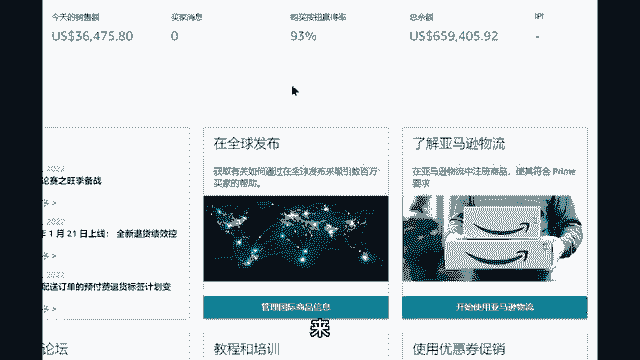 今天的销售额
买家消息
购买按钮赢得率
总余额
IPI
US$36,475.80
0
93%
US$659,405.92
-
在全球发布
了解亚马逊物流
获取有关如何通过在全球发布来吸引数百万
买家的帮助。
在亚马逊物流中注册商品，使其符合 Prime
要求
2022
论赛之旺季备战
>
2022
年 1 月 21 日上线： 全新退货绩效控
>
2022
配送订单的预付费退货标签计划变
>
管理国际商品信息
开始使用亚马逊物流
来
论坛
教程和培训
使用优惠券促销